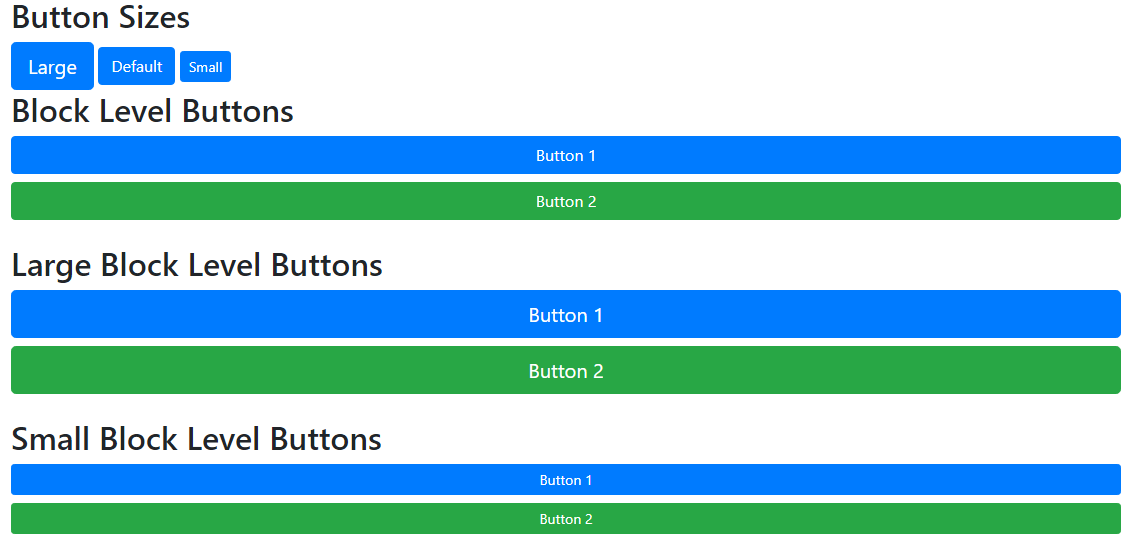 Button Sizes
Large Default Small
Block Level Buttons
Button 1
Button 2
Large Block Level Buttons
Button 1
Button 2
Small Block Level Buttons
Button 1
Button 2